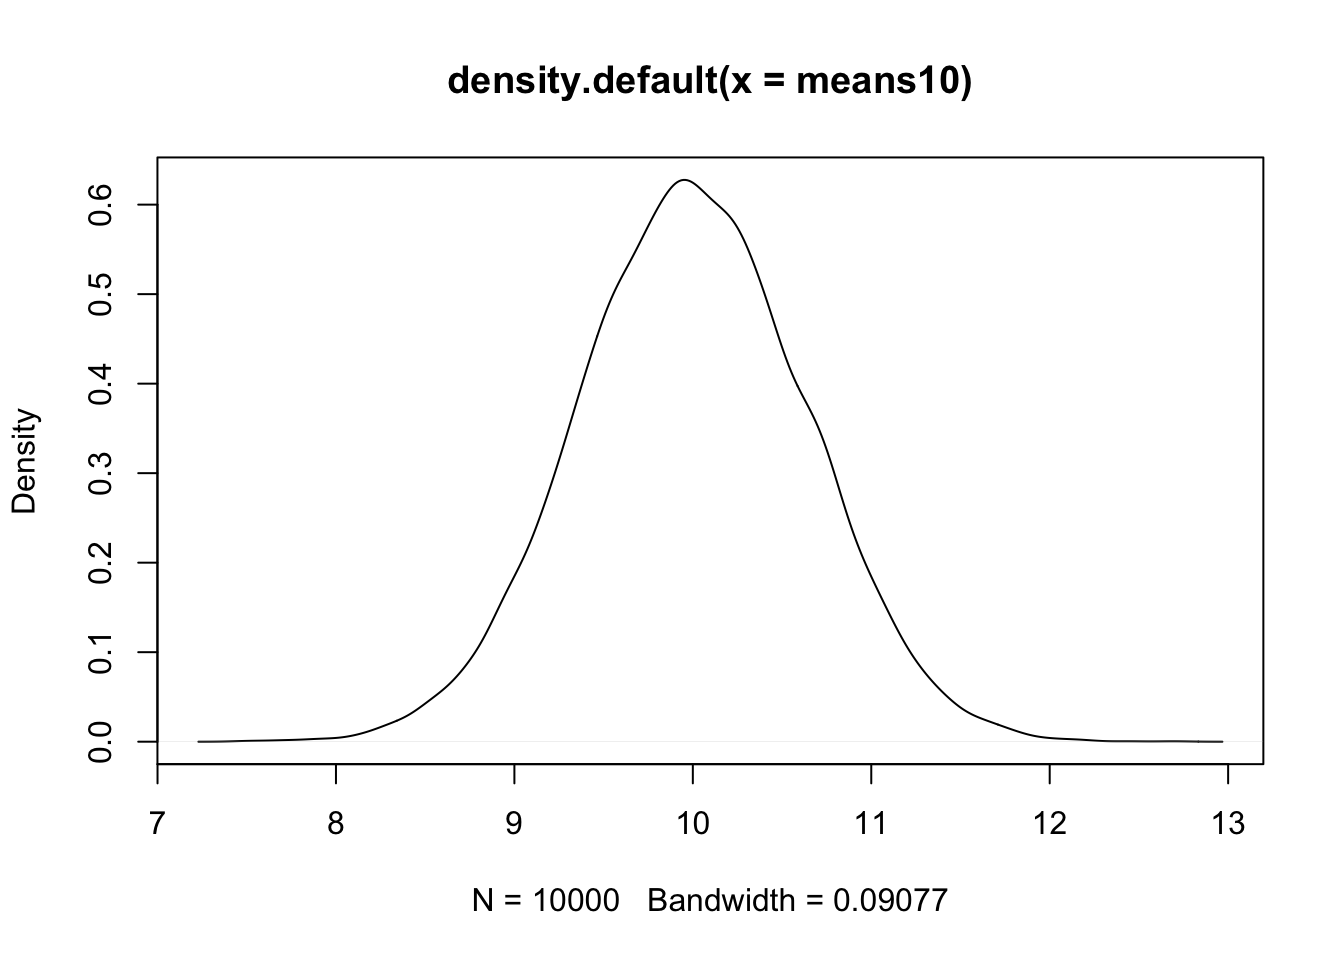 density.default(x = means10)
Density
0.0
0.1
0.2
0.3
0.4
0.5
0.6
7 8 9 10 11 12 13
N = 10000 Bandwidth = 0.09077